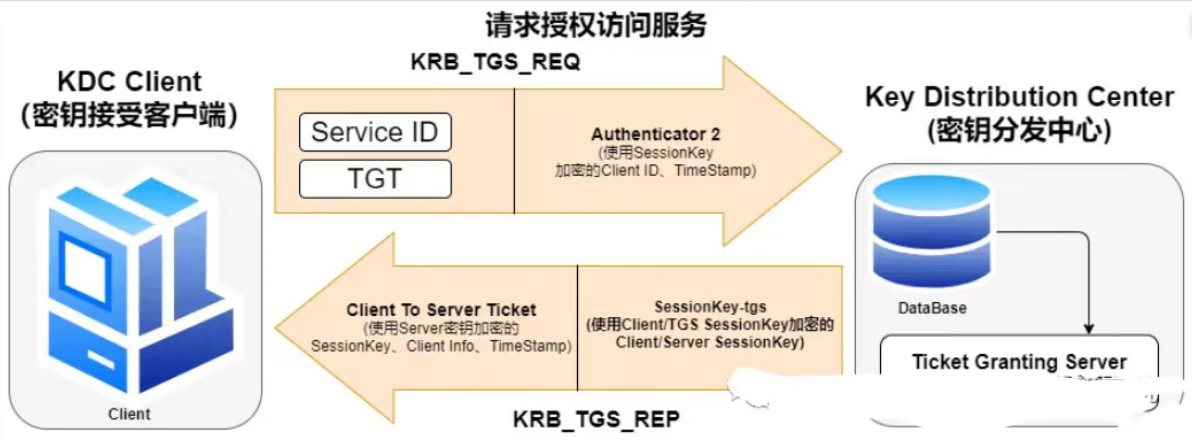 请求授权访问服务
KRB_TGS_REQ
KDC Client
(密钥接受客户端)
Service ID
TGT
Authenticator 2
(使用SessionKey
加密的Client ID、TimeStamp)
Key Distribution Center
(密钥分发中心)
Client
Client To Server Ticket
(使用Server密钥加密的
SessionKey、Client Info、TimeStamp)
SessionKey-tgs
(使用Client/TGS SessionKey加密的
Client/Server SessionKey)
KRB_TGS_REP
DataBase
Ticket Granting Server